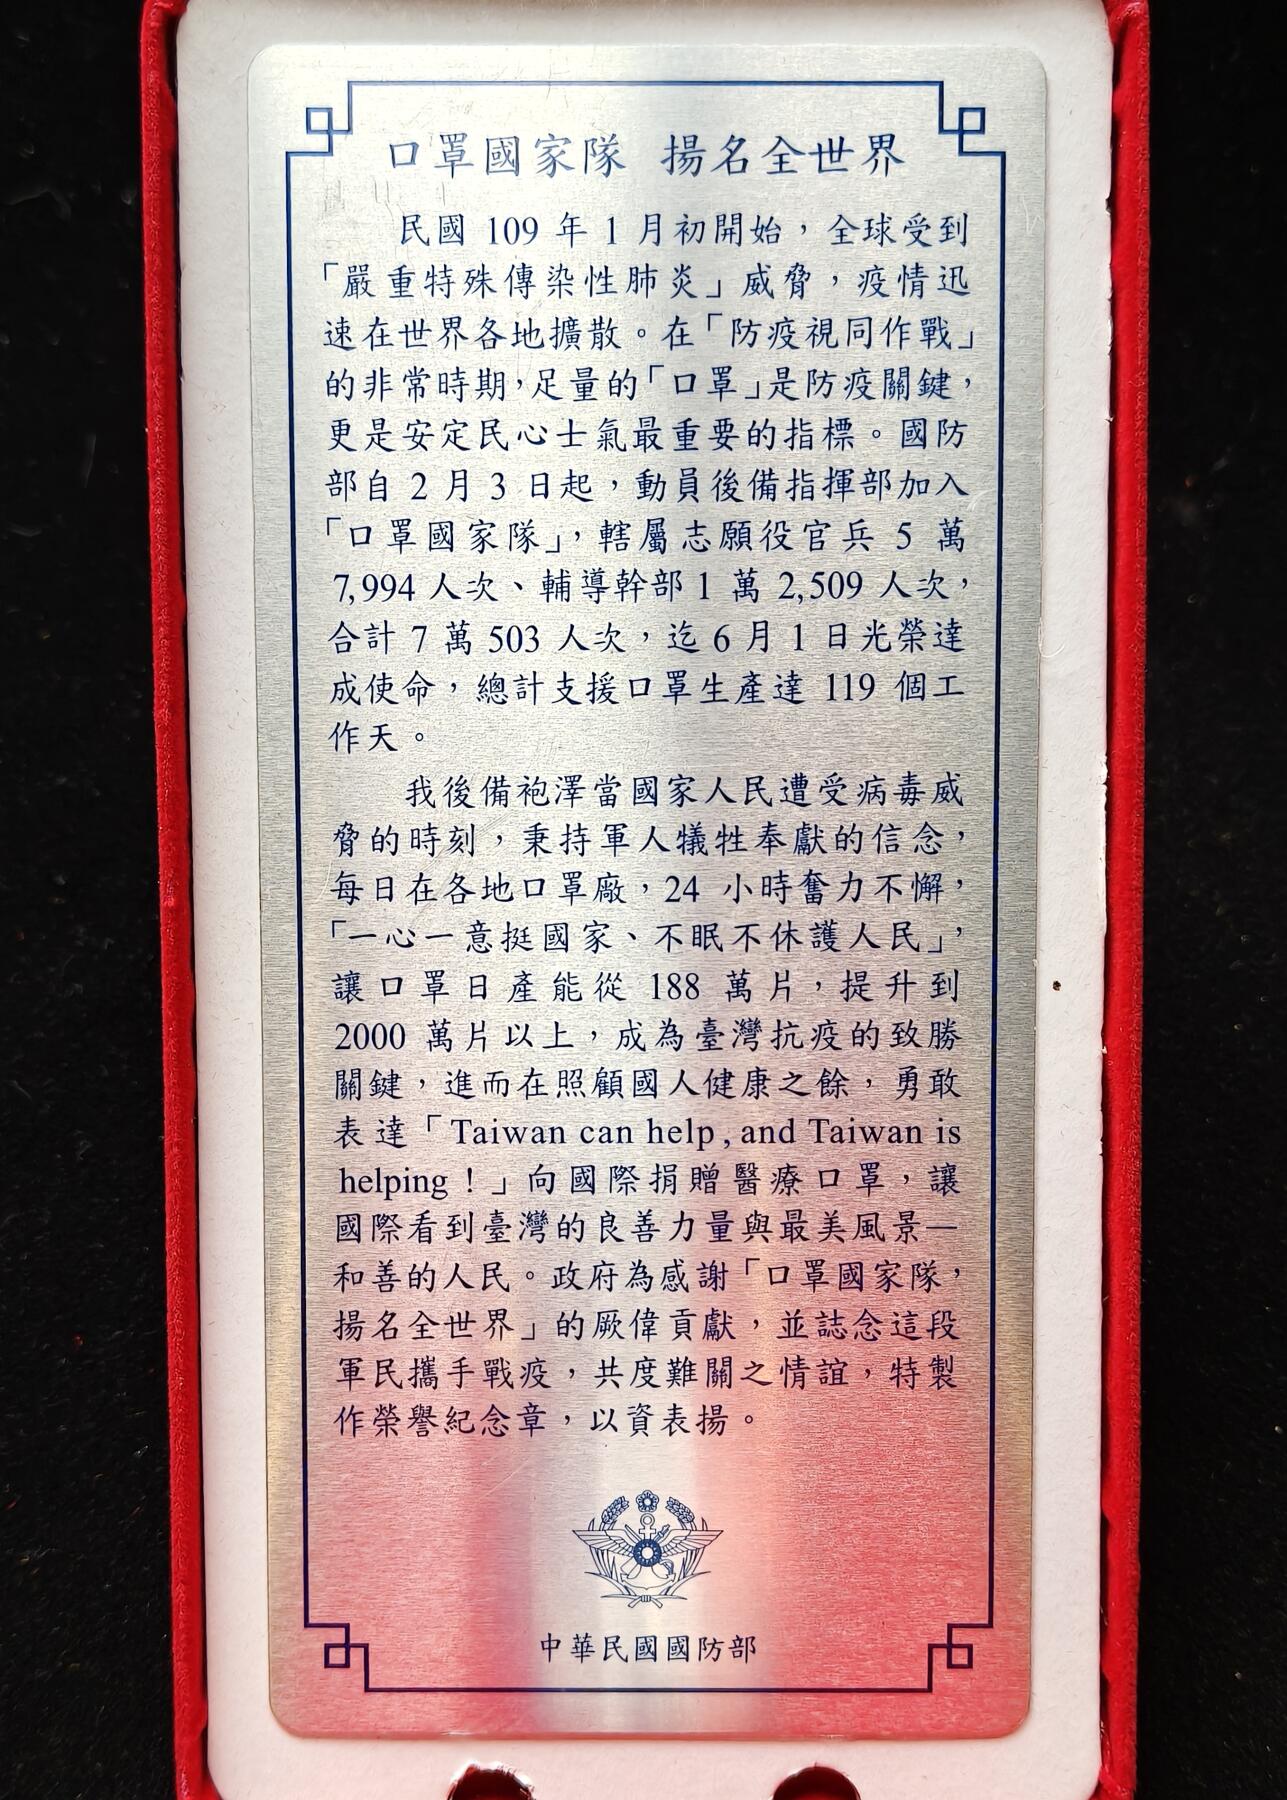 口罩國家隊 揚名全世界
民國 109 年 1 月初開始，全球受到
「嚴重特殊傳染性肺炎」威脅，疫情迅
速在世界各地擴散。在「防疫視同作戰」
的非常時期，足量的「口罩」是防疫關鍵，
更是安定民心士氣最重要的指標。國防
部自 2 月 3 日起，動員後備指揮部加入
「口罩國家隊」，轄屬志願役官兵 5 萬
7,994 人次、輔導幹部 1 萬 2,509 人次，
合計 7 萬 503 人次，迄 6 月 1 日光榮達
成使命，總計支援口罩生產達 119 個工
作天。
我後備袍澤當國家人民遭受病毒威
脅的時刻，秉持軍人犧牲奉獻的信念，
每日在各地口罩廠，24 小時奮力不懈，
「一心一意挺國家、不眠不休護人民」，
讓口罩日產能從 188 萬片，提升到
2000 萬片以上，成為臺灣抗疫的致勝
關鍵，進而在照顧國人健康之餘，勇敢
表達「Taiwan can help, and Taiwan is
helping！」向國際捐贈醫療口罩，讓
國際看到臺灣的良善力量與最美風景—
和善的人民。政府為感謝「口罩國家隊，
揚名全世界」的厥偉貢獻，並誌念這段
軍民攜手戰疫，共度難關之情誼，特製
作榮譽紀念章，以資表揚。
中華民國國防部